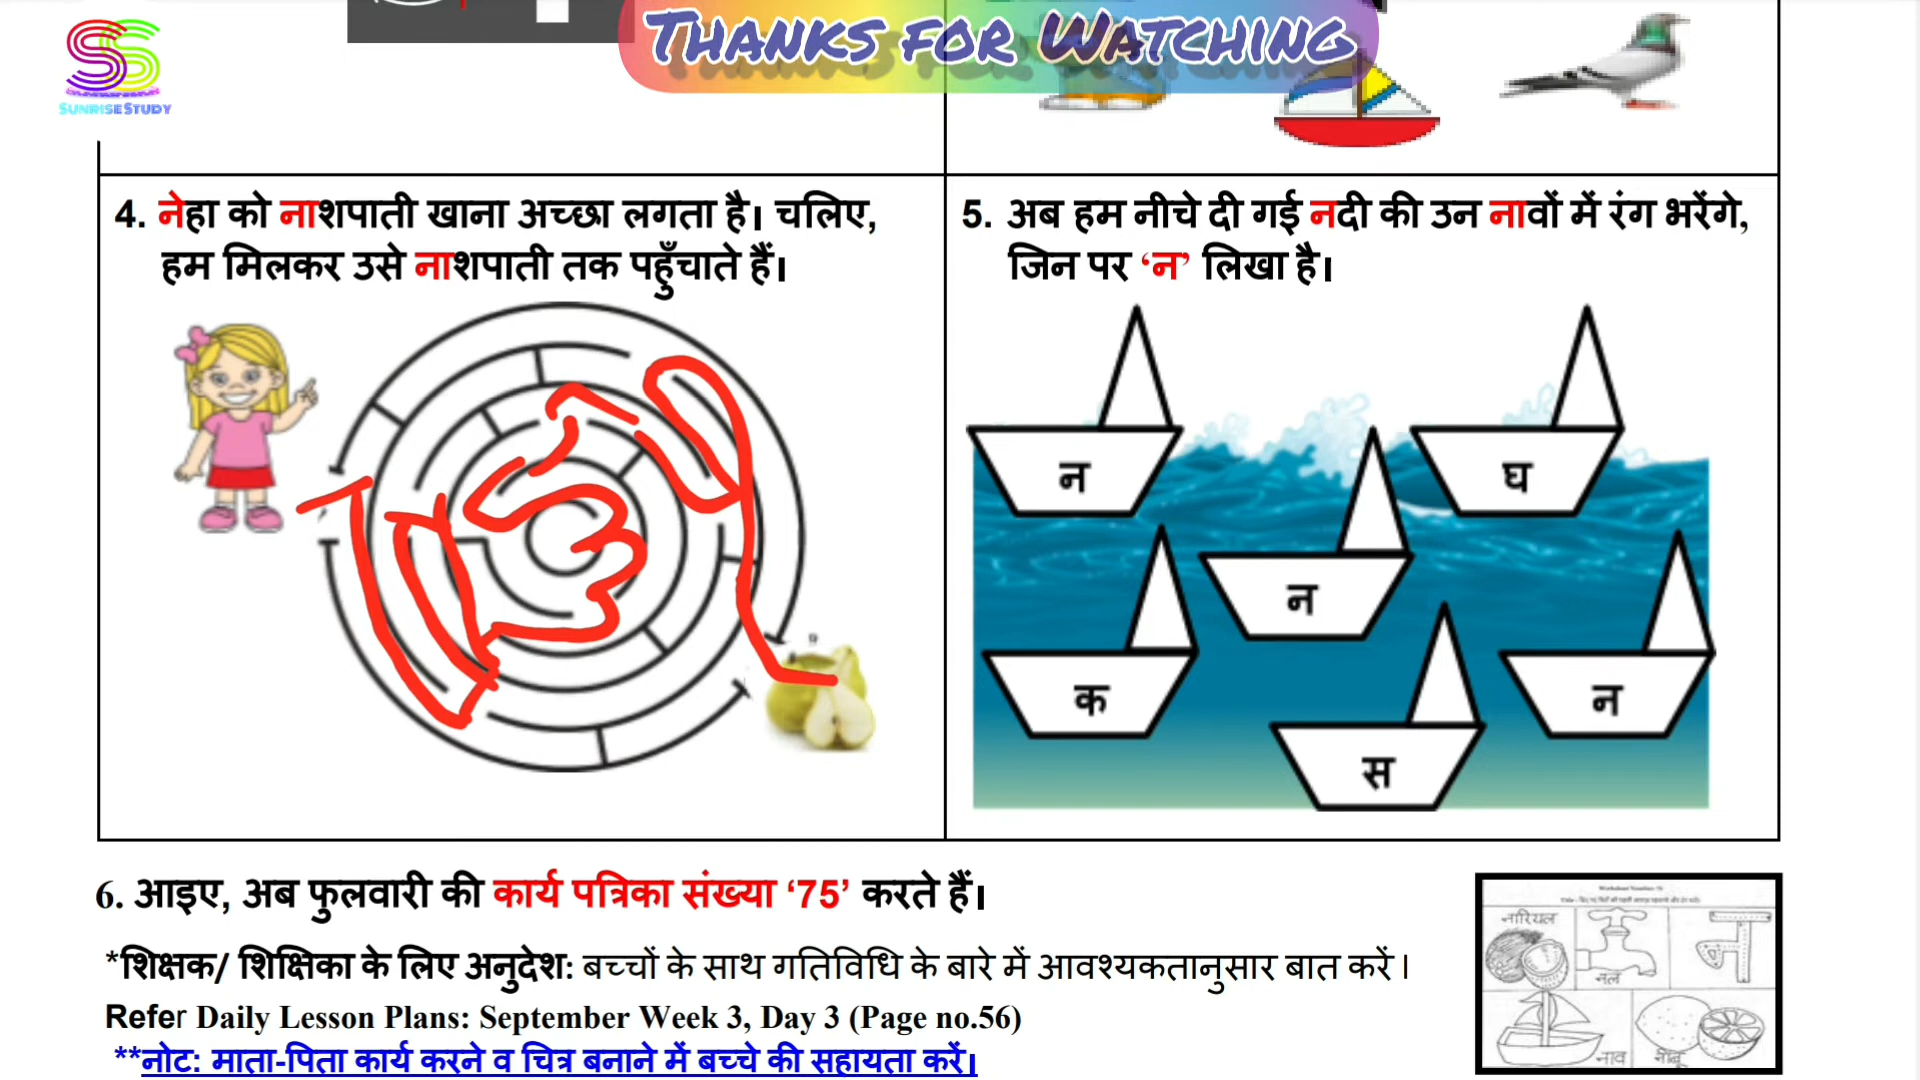 THANKS FOR WATCHING
SS
SUNRISESTUDY
4. नेहा को नाशपाती खाना अच्छा लगता है। चलिए,
हम मिलकर उसे नाशपाती तक पहुँचाते हैं।
5. अब हम नीचे दी गई नदी की उन नावों में रंग भरेंगे,
जिन पर ‘न’ लिखा है।
न
घ
न
क
न
स
6. आइए, अब फुलवारी की कार्य पत्रिका संख्या ‘75’ करते हैं।
*शिक्षक/ शिक्षिका के लिए अनुदेश: बच्चों के साथ गतिविधि के बारे में आवश्यकतानुसार बात करें ।
Refer Daily Lesson Plans: September Week 3, Day 3 (Page no.56)
**नोट: माता-पिता कार्य करने व चित्र बनाने में बच्चे की सहायता करें।
नारियल
नल
न
नाव
नींबू